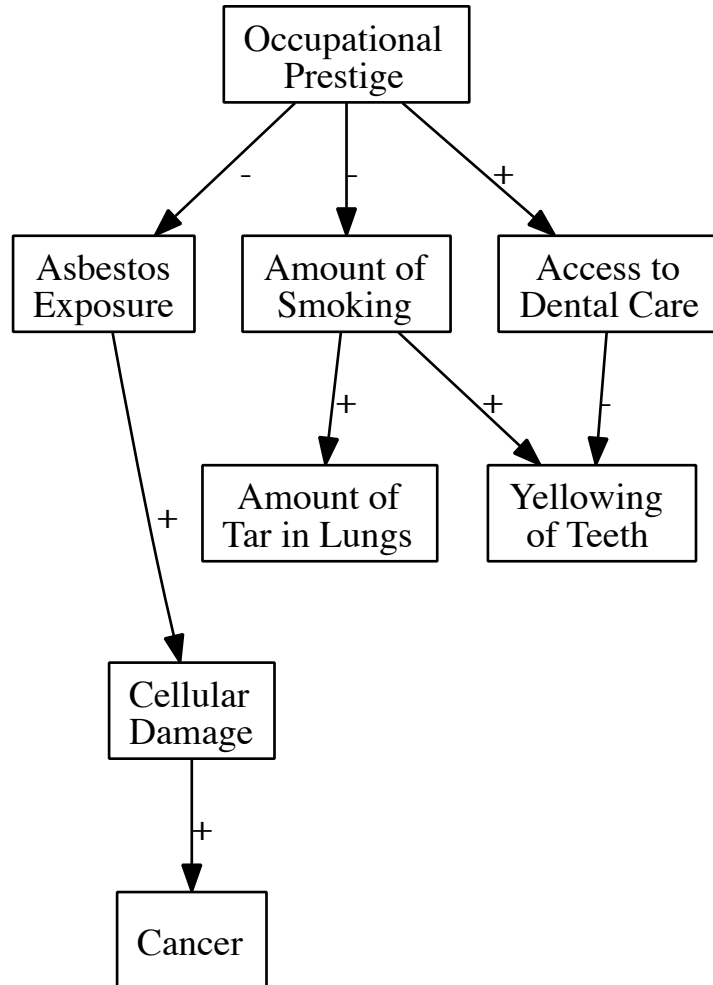 Occupational
Prestige
-
-
+
Asbestos
Exposure
Amount of
Smoking
Access to
Dental Care
+
+
-
Amount of
Tar in Lungs
Yellowing
of Teeth
+
Cellular
Damage
+
Cancer